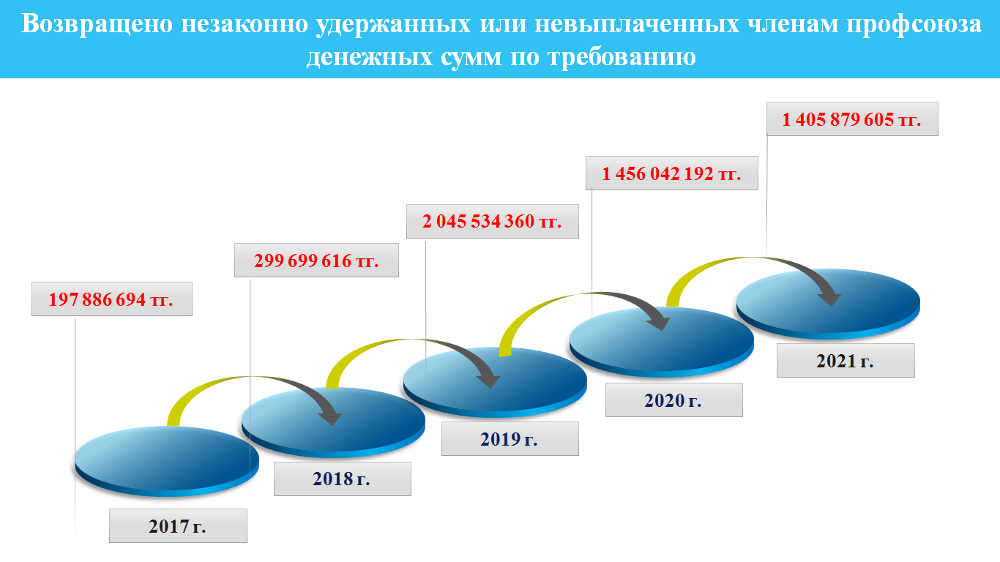 Возвращено незаконно удержанных или невыплаченных членам профсоюза
денежных сумм по требованию
1 405 879 605 тг.
1 456 042 192 тг.
2 045 534 360 тг.
299 699 616 тг.
197 886 694 тг.
2021 г.
2020 г.
2019 г.
2018 г.
2017 г.